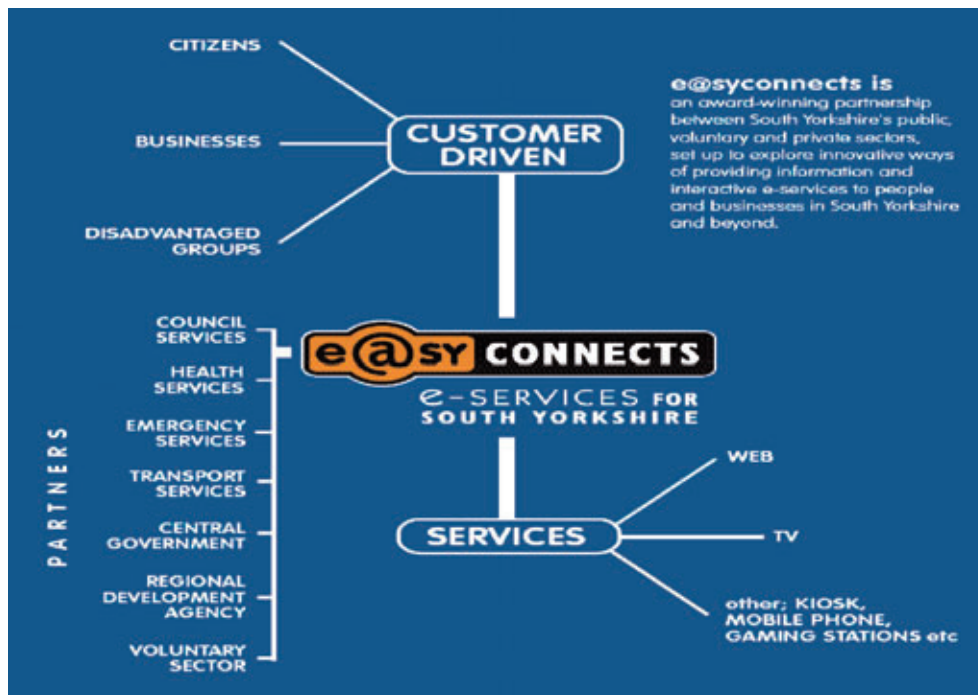 CITIZENS
BUSINESSES
DISADVANTAGED
GROUPS
CUSTOMER
DRIVEN
e@syconnects is
an award-winning partnership
between South Yorkshire's public,
voluntary and private sectors,
set up to explore innovative ways
of providing information and
interactive e-services to people
and businesses in South Yorkshire
and beyond.
e@sy CONNECTS
e-SERVICES FOR
SOUTH YORKSHIRE
PARTNERS
COUNCIL
SERVICES
HEALTH
SERVICES
EMERGENCY
SERVICES
TRANSPORT
SERVICES
CENTRAL
GOVERNMENT
REGIONAL
DEVELOPMENT
AGENCY
VOLUNTARY
SECTOR
SERVICES
WEB
TV
other; KIOSK,
MOBILE PHONE,
GAMING STATIONS etc